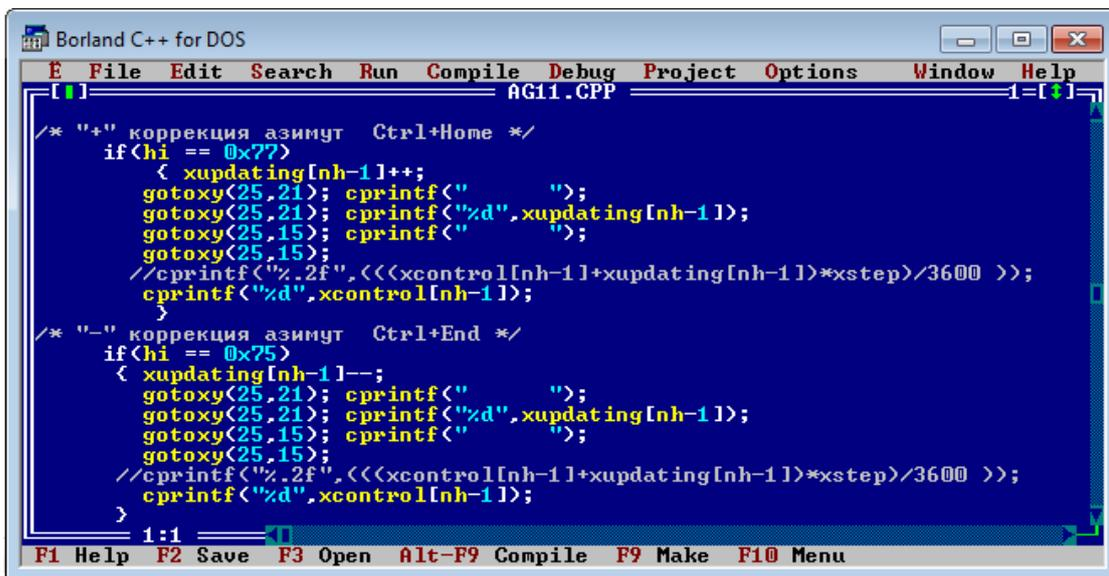 Borland C++ for DOS
E File Edit Search Run Compile Debug Project Options Window Help
[▮] AG11.CPP 1=[↕]
/* "+" коррекция азимут Ctrl+Home */
if(hi == 0x77)
{ xupdating[nh-1]++;
gotoxy(25,21); cprintf("       ");
gotoxy(25,21); cprintf("%d",xupdating[nh-1]);
gotoxy(25,15); cprintf("       ");
gotoxy(25,15);
//cprintf("%.2f",(((xcontrol[nh-1]+xupdating[nh-1])*xstep)/3600 ));
cprintf("%d",xcontrol[nh-1]);
}
/* "-" коррекция азимут Ctrl+End */
if(hi == 0x75)
{ xupdating[nh-1]--;
gotoxy(25,21); cprintf("       ");
gotoxy(25,21); cprintf("%d",xupdating[nh-1]);
gotoxy(25,15); cprintf("       ");
gotoxy(25,15);
//cprintf("%.2f",(((xcontrol[nh-1]+xupdating[nh-1])*xstep)/3600 ));
cprintf("%d",xcontrol[nh-1]);
}
1:1
F1 Help F2 Save F3 Open Alt-F9 Compile F9 Make F10 Menu